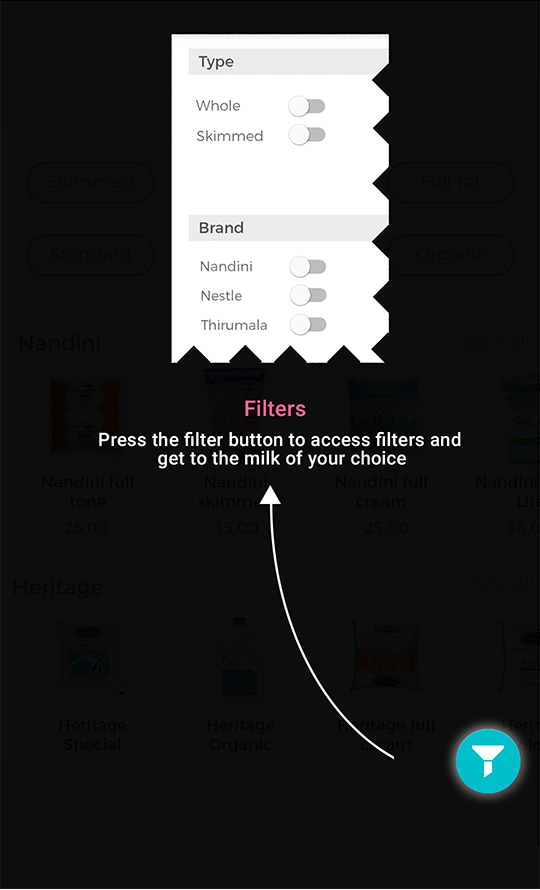 Type
Whole
Skimmed
Skimmed
Full fat
Brand
Standard
Organic
Nandini
Nestle
Thirumala
Nandini
View all
Filters
Press the filter button to access filters and
get to the milk of your choice
Nandini full
tone
25.00
Nandini
skimmed
35.00
Nandini full
cream
25.00
Nandini
Life
38.0
Heritage
View all
Heritage
Special
Heritage
Organic
Heritage full
cream